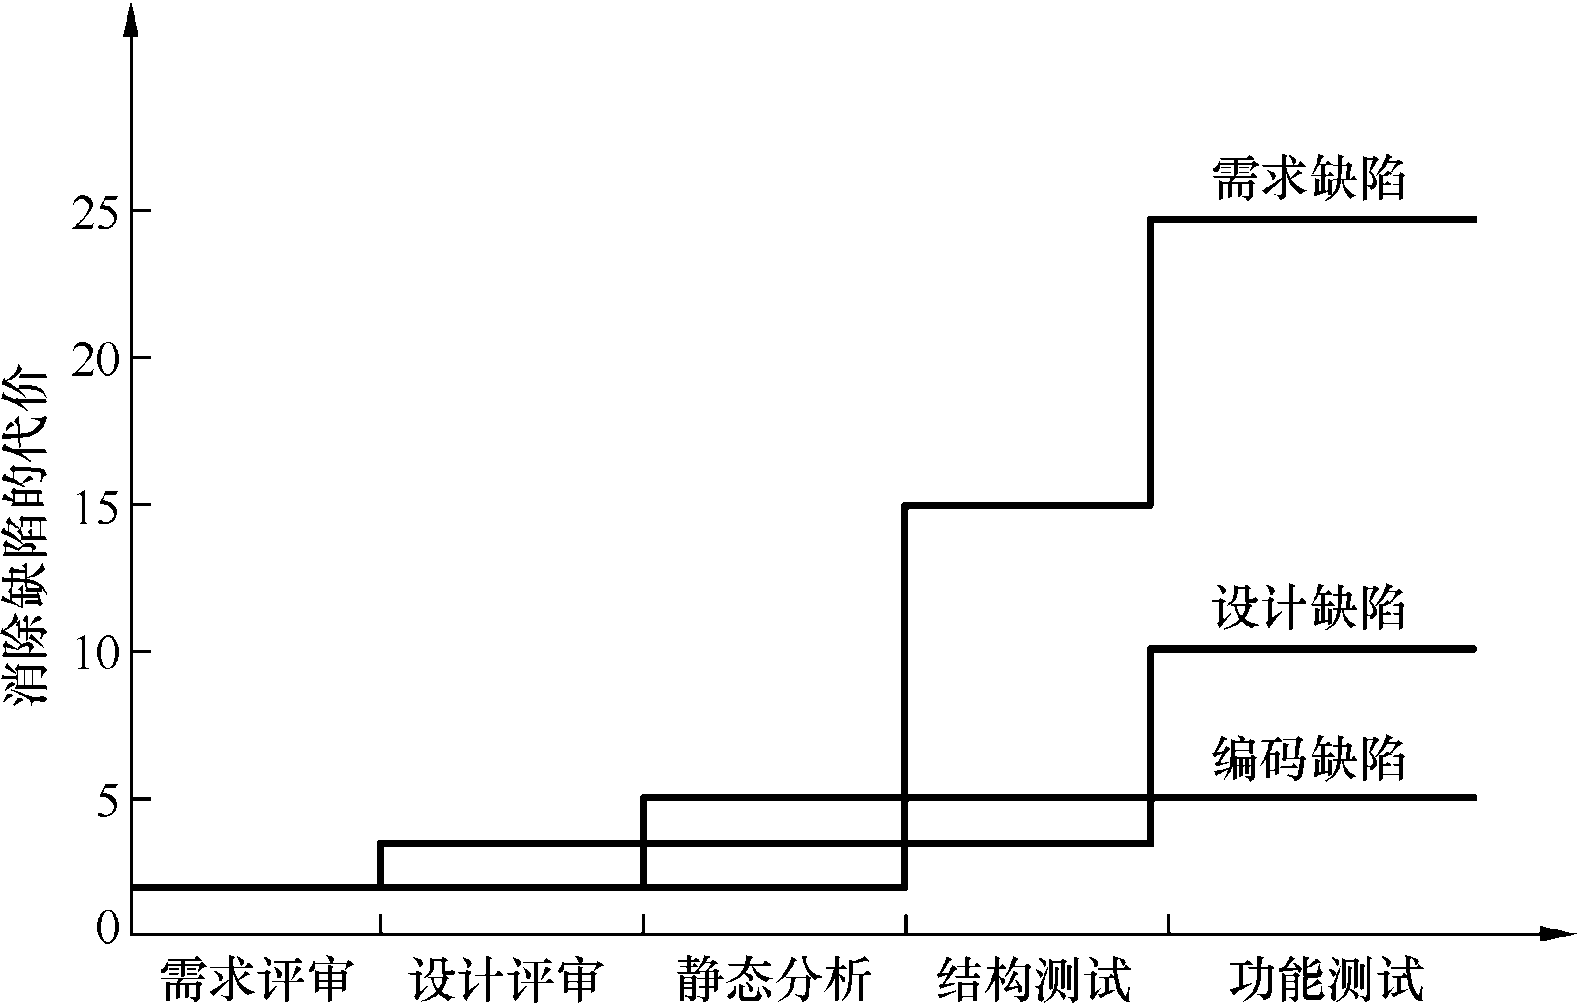 消除缺陷的代价
25
20
15
10
5
0
需求缺陷
设计缺陷
编码缺陷
需求评审
设计评审
静态分析
结构测试
功能测试